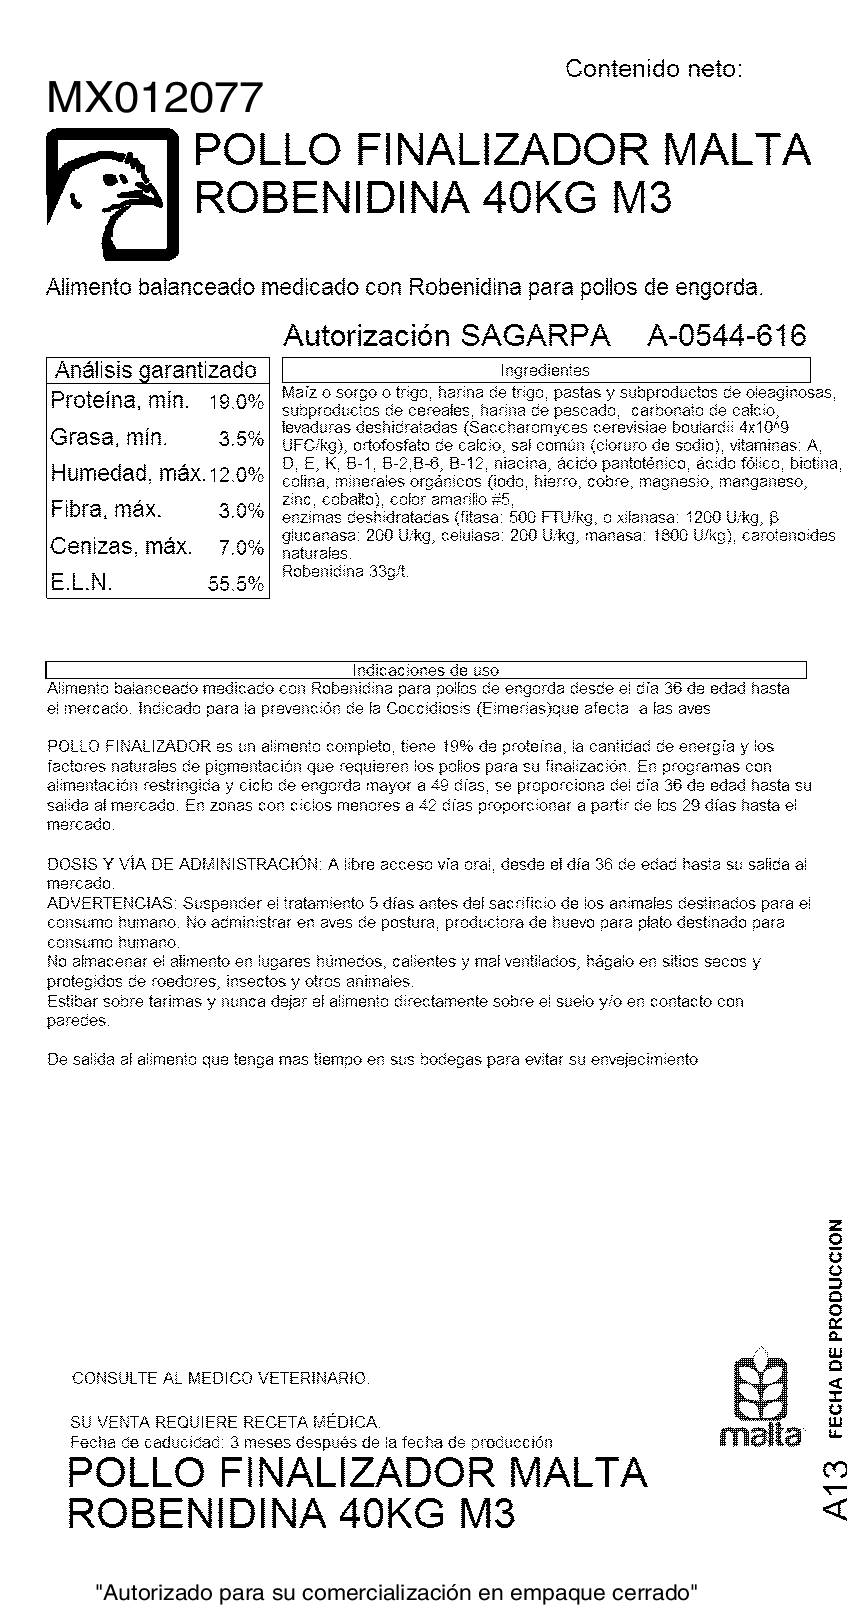 Contenido neto:
MX012077
POLLO FINALIZADOR MALTA
ROBENIDINA 40KG M3
Alimento balanceado medicado con Robenidina para pollos de engorda.
Autorización SAGARPA A-0544-616
Análisis garantizado
Proteína, mín. 19.0%
Grasa, mín. 3.5%
Humedad, máx. 12.0%
Fibra, máx. 3.0%
Cenizas, máx. 7.0%
E.L.N. 55.5%
Ingredientes
Maíz o sorgo o trigo, harina de trigo, pastas y subproductos de oleaginosas,
subproductos de cereales, harina de pescado, carbonato de calcio,
levaduras deshidratadas (Saccharomyces cerevisiae boulardii 4x10^9
UFC/kg), ortofosfato de calcio, sal común (cloruro de sodio), vitaminas: A,
D, E, K, B-1, B-2,B-6, B-12, niacina, ácido pantoténico, ácido fólico, biotina,
colina, minerales orgánicos (iodo, hierro, cobre, magnesio, manganeso,
zinc, cobalto), color amarillo #5,
enzimas deshidratadas (fitasa: 500 FTU/kg, o xilanasa: 1200 U/kg, β
glucanasa: 200 U/kg, celulasa: 200 U/kg, manasa: 1800 U/kg), carotenoides
naturales.
Robenidina 33g/t.
Indicaciones de uso
Alimento balanceado medicado con Robenidina para pollos de engorda desde el día 36 de edad hasta
el mercado. Indicado para la prevención de la Coccidiosis (Eimerias)que afecta a las aves
POLLO FINALIZADOR es un alimento completo, tiene 19% de proteína, la cantidad de energía y los
factores naturales de pigmentación que requieren los pollos para su finalización. En programas con
alimentación restringida y ciclo de engorda mayor a 49 días, se proporciona del día 36 de edad hasta su
salida al mercado. En zonas con ciclos menores a 42 días proporcionar a partir de los 29 días hasta el
mercado.
DOSIS Y VÍA DE ADMINISTRACIÓN: A libre acceso vía oral, desde el día 36 de edad hasta su salida al
mercado.
ADVERTENCIAS: Suspender el tratamiento 5 días antes del sacrificio de los animales destinados para el
consumo humano. No administrar en aves de postura, productora de huevo para plato destinado para
consumo humano.
No almacenar el alimento en lugares húmedos, calientes y mal ventilados, hágalo en sitios secos y
protegidos de roedores, insectos y otros animales.
Estibar sobre tarimas y nunca dejar el alimento directamente sobre el suelo y/o en contacto con
paredes.
De salida al alimento que tenga mas tiempo en sus bodegas para evitar su envejecimiento
FECHA DE PRODUCCION
A13
CONSULTE AL MEDICO VETERINARIO.
malta
SU VENTA REQUIERE RECETA MÉDICA.
Fecha de caducidad: 3 meses después de la fecha de producción
POLLO FINALIZADOR MALTA
ROBENIDINA 40KG M3
"Autorizado para su comercialización en empaque cerrado"